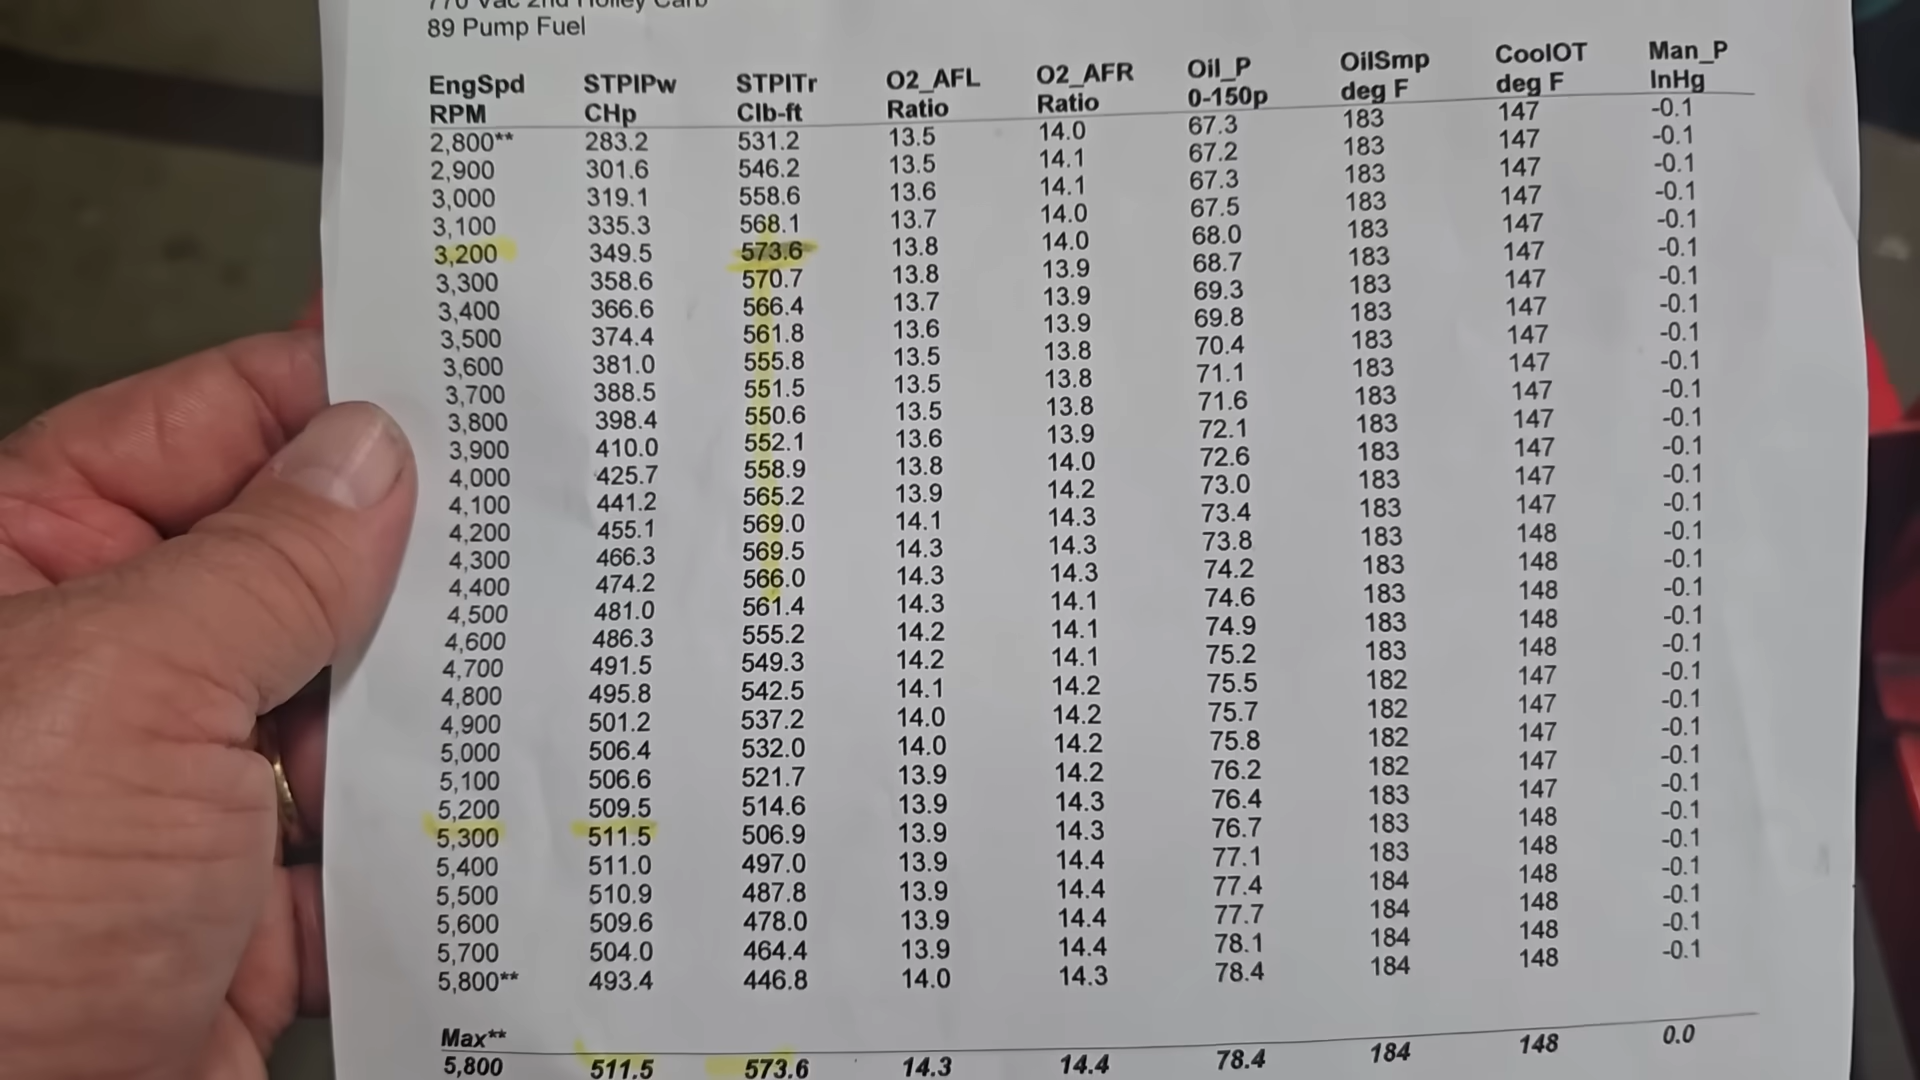 770 Vac 2nd Holley Carb
89 Pump Fuel
EngSpd STPIPw STPITr O2_AFL O2_AFR Oil_P OilSmp CoolOT Man_P
RPM CHp Clb-ft Ratio Ratio 0-150p deg F deg F InHg
2,800** 283.2 531.2 13.5 14.0 67.3 183 147 -0.1
2,900 301.6 546.2 13.5 14.1 67.2 183 147 -0.1
3,000 319.1 558.6 13.6 14.1 67.3 183 147 -0.1
3,100 335.3 568.1 13.7 14.0 67.5 183 147 -0.1
3,200 349.5 573.6 13.8 14.0 68.0 183 147 -0.1
3,300 358.6 570.7 13.8 13.9 68.7 183 147 -0.1
3,400 366.6 566.4 13.7 13.9 69.3 183 147 -0.1
3,500 374.4 561.8 13.6 13.9 69.8 183 147 -0.1
3,600 381.0 555.8 13.5 13.8 70.4 183 147 -0.1
3,700 388.5 551.5 13.5 13.8 71.1 183 147 -0.1
3,800 398.4 550.6 13.5 13.8 71.6 183 147 -0.1
3,900 410.0 552.1 13.6 13.9 72.1 183 147 -0.1
4,000 425.7 558.9 13.8 14.0 72.6 183 147 -0.1
4,100 441.2 565.2 13.9 14.2 73.0 183 147 -0.1
4,200 455.1 569.0 14.1 14.3 73.4 183 147 -0.1
4,300 466.3 569.5 14.3 14.3 73.8 183 148 -0.1
4,400 474.2 566.0 14.3 14.3 74.2 183 148 -0.1
4,500 481.0 561.4 14.3 14.1 74.6 183 148 -0.1
4,600 486.3 555.2 14.2 14.1 74.9 183 148 -0.1
4,700 491.5 549.3 14.2 14.1 75.2 183 148 -0.1
4,800 495.8 542.5 14.1 14.2 75.5 182 147 -0.1
4,900 501.2 537.2 14.0 14.2 75.7 182 147 -0.1
5,000 506.4 532.0 14.0 14.2 75.8 182 147 -0.1
5,100 506.6 521.7 13.9 14.2 76.2 182 147 -0.1
5,200 509.5 514.6 13.9 14.3 76.4 183 147 -0.1
5,300 511.5 506.9 13.9 14.3 76.7 183 148 -0.1
5,400 511.0 497.0 13.9 14.4 77.1 183 148 -0.1
5,500 510.9 487.8 13.9 14.4 77.4 184 148 -0.1
5,600 509.6 478.0 13.9 14.4 77.7 184 148 -0.1
5,700 504.0 464.4 13.9 14.4 78.1 184 148 -0.1
5,800** 493.4 446.8 14.0 14.3 78.4 184 148 -0.1
Max**
5,800 511.5 573.6 14.3 14.4 78.4 184 148 0.0